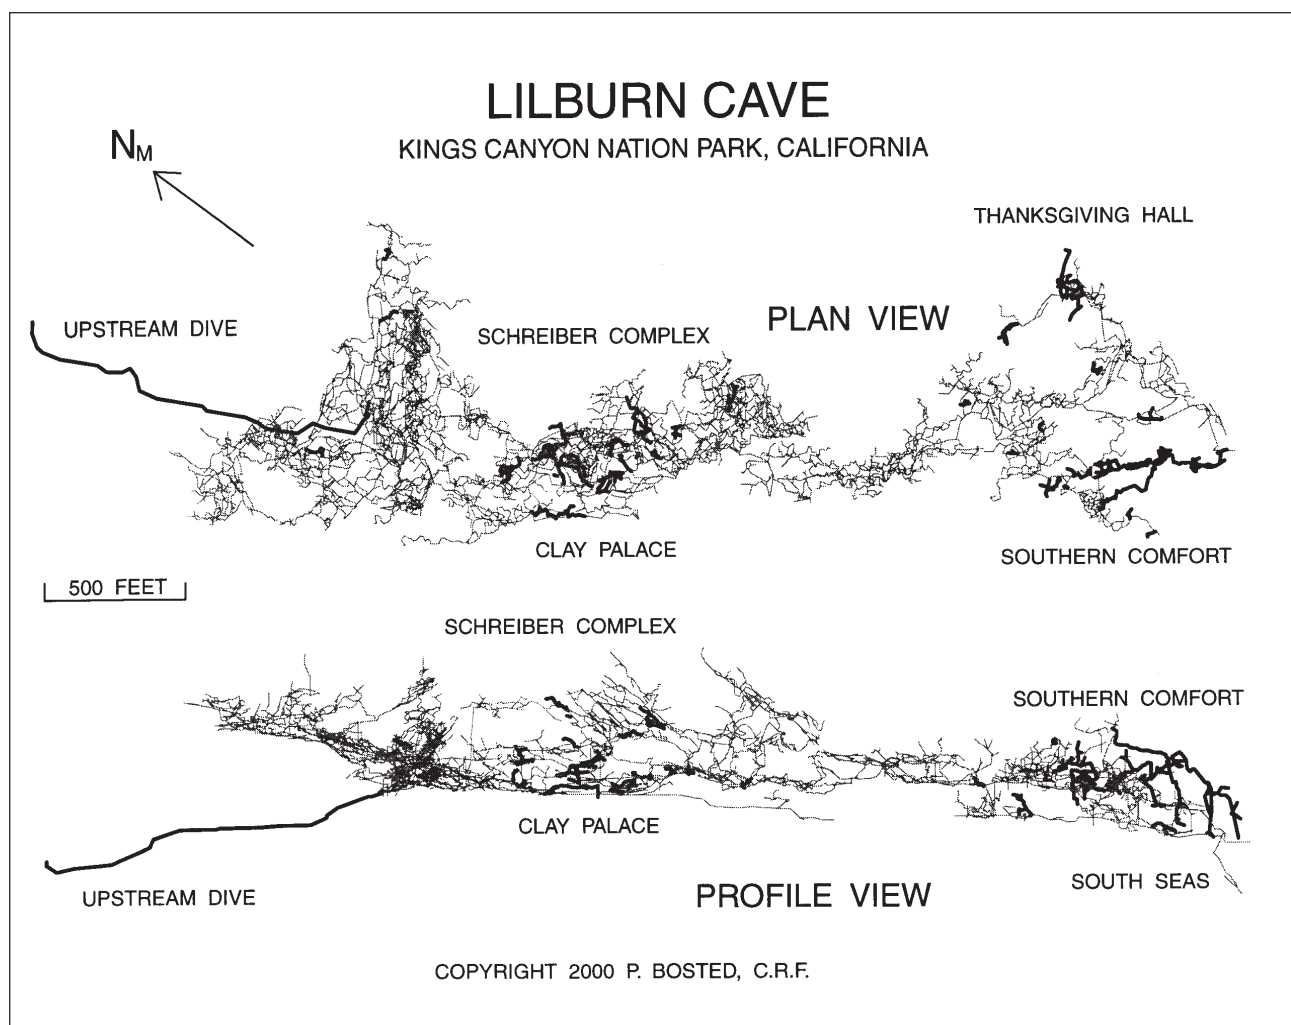 LILBURN CAVE
KINGS CANYON NATION PARK, CALIFORNIA
NM
THANKSGIVING HALL
UPSTREAM DIVE
SCHREIBER COMPLEX
PLAN VIEW
CLAY PALACE
SOUTHERN COMFORT
500 FEET
SCHREIBER COMPLEX
SOUTHERN COMFORT
CLAY PALACE
SOUTH SEAS
UPSTREAM DIVE
PROFILE VIEW
COPYRIGHT 2000 P. BOSTED, C.R.F.